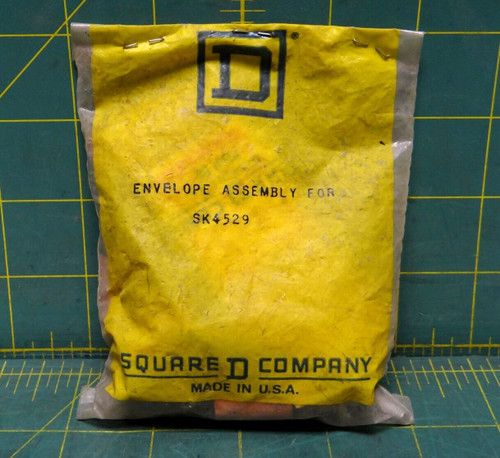 D
®
ENVELOPE ASSEMBLY FOR
SK4529
SQUARE D COMPANY
MADE IN U.S.A.